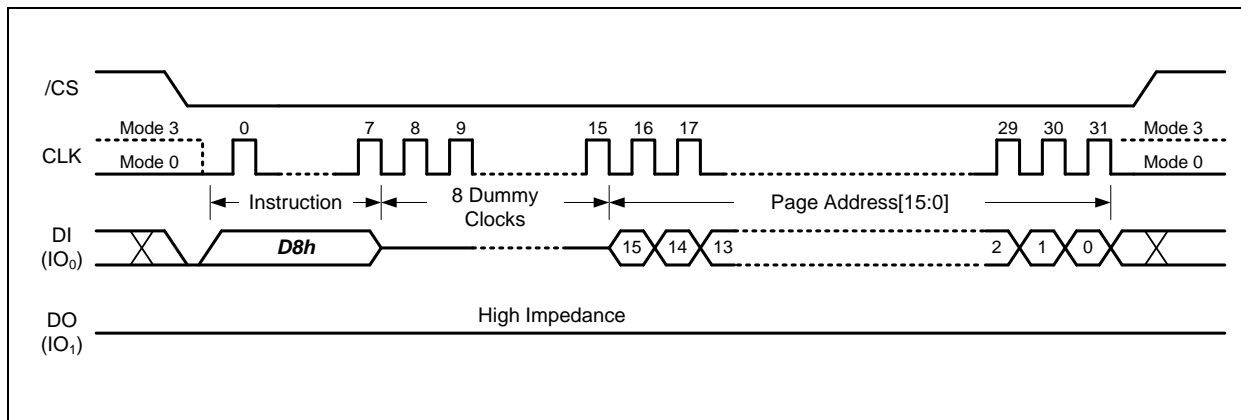 /CS
Mode 3 0 7 8 9 15 16 17 29 30 31 Mode 3
CLK
Mode 0 Mode 0
Instruction 8 Dummy Clocks Page Address[15:0]
DI
(IO0)
D8h 15 14 13 2 1 0
High Impedance
DO
(IO1)